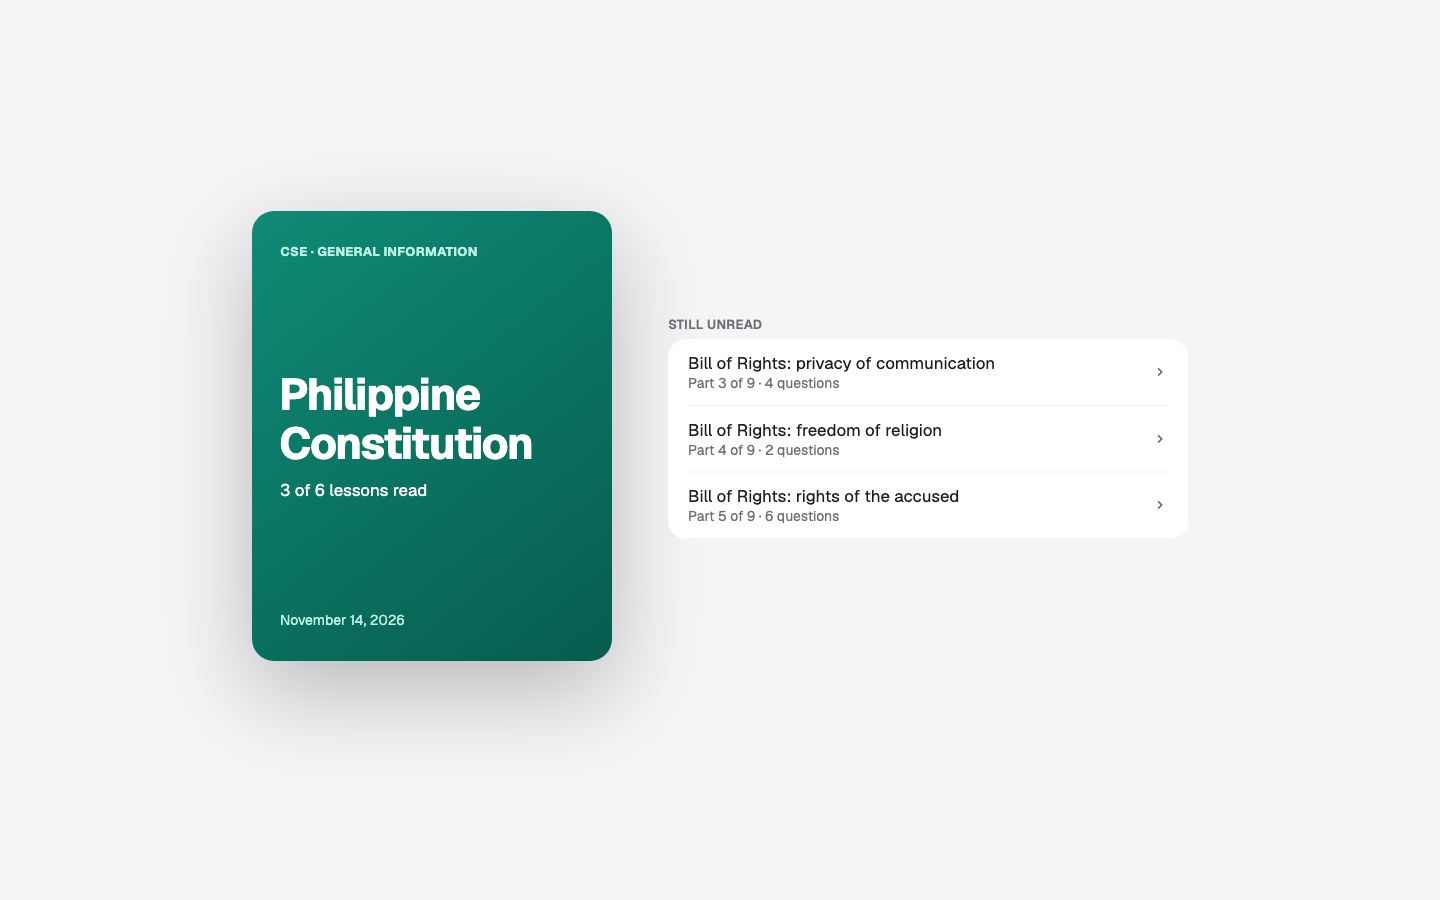 CSE · GENERAL INFORMATION
Philippine
Constitution
3 of 6 lessons read
November 14, 2026
STILL UNREAD
Bill of Rights: privacy of communication
Part 3 of 9 · 4 questions
Bill of Rights: freedom of religion
Part 4 of 9 · 2 questions
Bill of Rights: rights of the accused
Part 5 of 9 · 6 questions